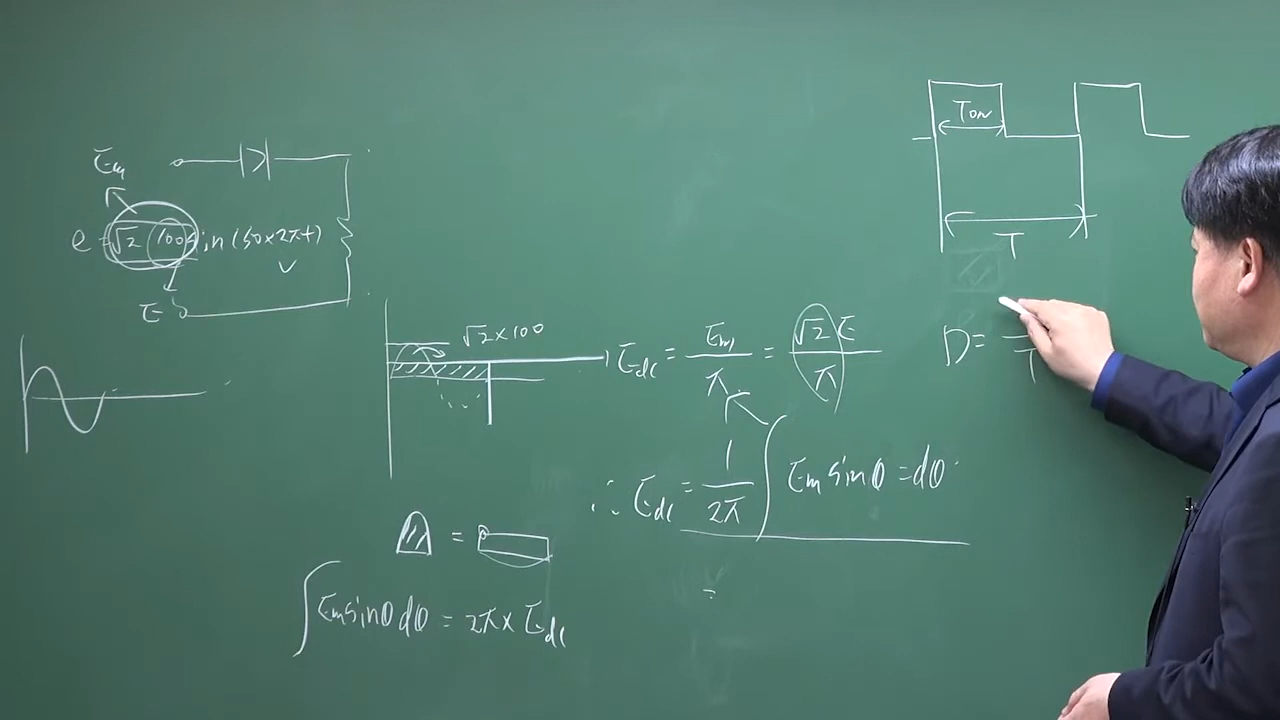 Em
e = √2 100 sin (50×2πt)
V
E
√2×100
Edc = Em/π = √2 E/π
∴ Edc = 1/2π ∫ Em sinθ = dθ
=
∫ Em sinθ dθ = 2π × Edc
Ton
T
D = /T